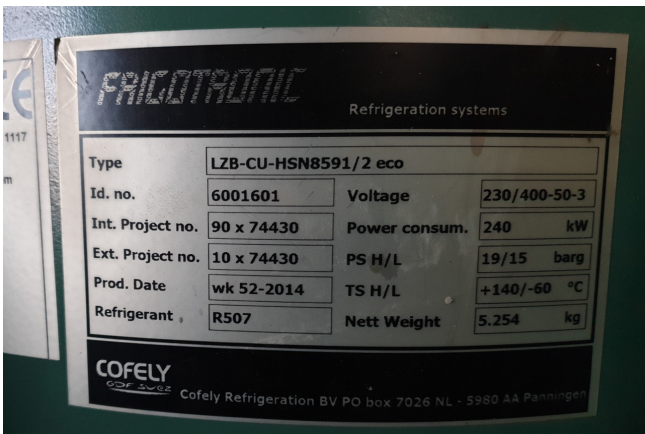 FRIGOTRONIC
Refrigeration systems
1117
m
Type LZB-CU-HSN8591/2 eco
Id. no. 6001601 Voltage 230/400-50-3
Int. Project no. 90 x 74430 Power consum. 240 kW
Ext. Project no. 10 x 74430 PS H/L 19/15 barg
Prod. Date wk 52-2014 TS H/L +140/-60 °C
Refrigerant R507 Nett Weight 5.254 kg
COFELY
GDF SUEZ
Cofely Refrigeration BV PO box 7026 NL - 5980 AA Panningen